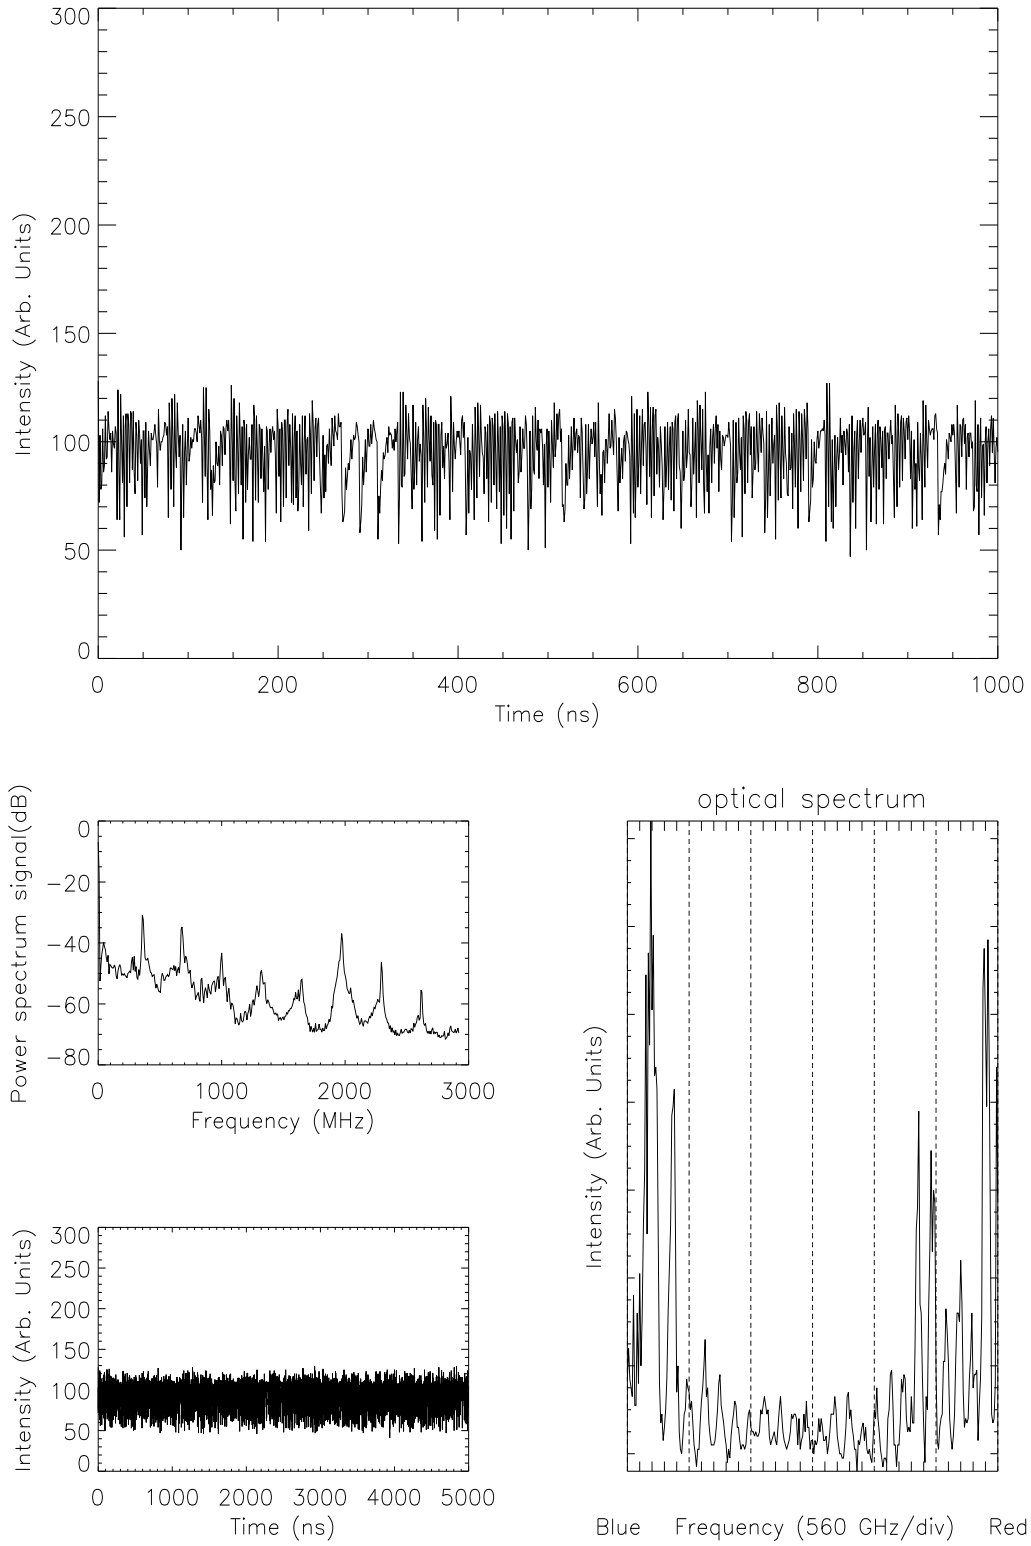 300
250
200
150
100
50
0
Intensity (Arb. Units)
0 200 400 600 800 1000
Time (ns)
0
−20
−40
−60
−80
Power spectrum signal(dB)
0 1000 2000 3000
Frequency (MHz)
300
250
200
150
100
50
0
Intensity (Arb. Units)
0 1000 2000 3000 4000 5000
Time (ns)
optical spectrum
Intensity (Arb. Units)
Blue Frequency (560 GHz/div) Red